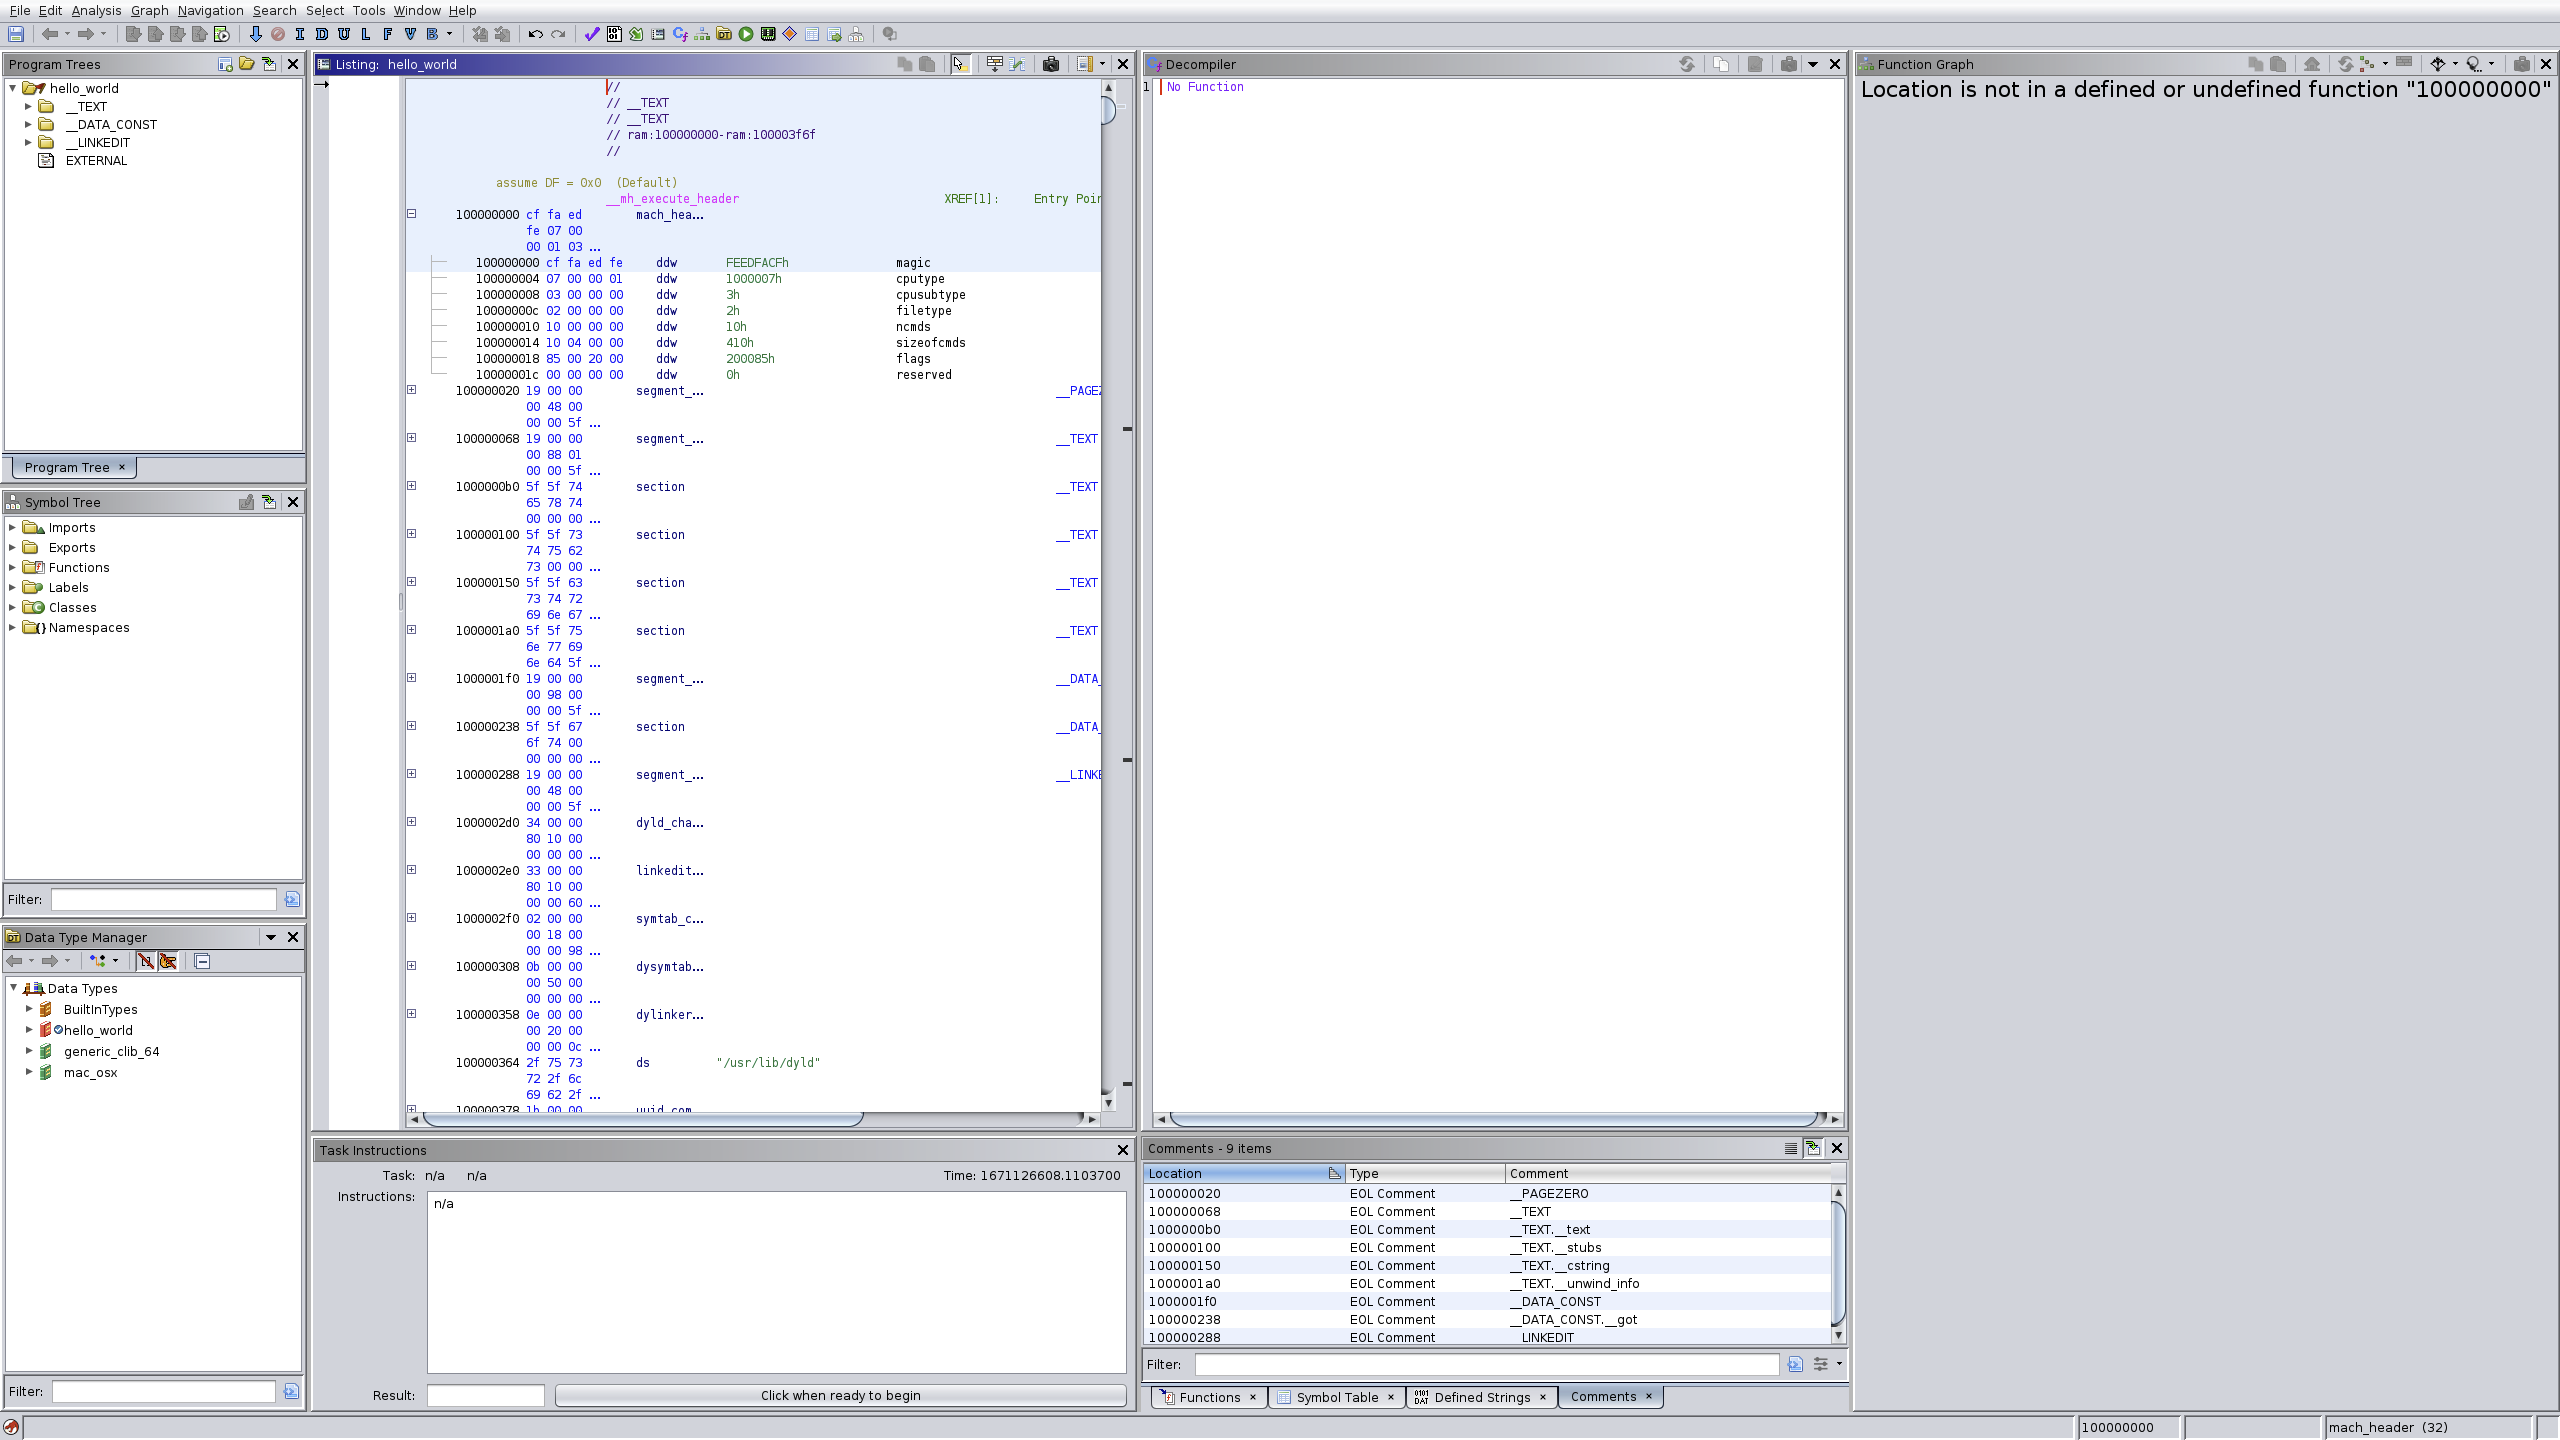 File Edit Analysis Graph Navigation Search Select Tools Window Help
I D U L F V B
Program Trees
hello_world
__TEXT
__DATA_CONST
__LINKEDIT
EXTERNAL
Program Tree ×
Symbol Tree
Imports
Exports
Functions
Labels
Classes
Namespaces
Filter:
Data Type Manager
Data Types
BuiltInTypes
hello_world
generic_clib_64
mac_osx
Filter:
Listing: hello_world
//
// __TEXT
// __TEXT
// ram:100000000-ram:100003f6f
//
assume DF = 0x0 (Default)
__mh_execute_header XREF[1]: Entry Poin
100000000 cf fa ed mach_hea...
fe 07 00
00 01 03 ...
100000000 cf fa ed fe ddw FEEDFACFh magic
100000004 07 00 00 01 ddw 1000007h cputype
100000008 03 00 00 00 ddw 3h cpusubtype
10000000c 02 00 00 00 ddw 2h filetype
100000010 10 00 00 00 ddw 10h ncmds
100000014 10 04 00 00 ddw 410h sizeofcmds
100000018 85 00 20 00 ddw 200085h flags
10000001c 00 00 00 00 ddw 0h reserved
100000020 19 00 00 segment_... __PAGEZ
00 48 00
00 00 5f ...
100000068 19 00 00 segment_... __TEXT
00 88 01
00 00 5f ...
1000000b0 5f 5f 74 section __TEXT
65 78 74
00 00 00 ...
100000100 5f 5f 73 section __TEXT
74 75 62
73 00 00 ...
100000150 5f 5f 63 section __TEXT
73 74 72
69 6e 67 ...
1000001a0 5f 5f 75 section __TEXT
6e 77 69
6e 64 5f ...
1000001f0 19 00 00 segment_... __DATA_
00 98 00
00 00 5f ...
100000238 5f 5f 67 section __DATA_
6f 74 00
00 00 00 ...
100000288 19 00 00 segment_... __LINKE
00 48 00
00 00 5f ...
1000002d0 34 00 00 dyld_cha...
80 10 00
00 00 00 ...
1000002e0 33 00 00 linkedit...
80 10 00
00 00 60 ...
1000002f0 02 00 00 symtab_c...
00 18 00
00 00 98 ...
100000308 0b 00 00 dysymtab...
00 50 00
00 00 00 ...
100000358 0e 00 00 dylinker...
00 20 00
00 00 0c ...
100000364 2f 75 73 ds "/usr/lib/dyld"
72 2f 6c
69 62 2f ...
100000378 1b 00 00 uuid_com...
Task Instructions
Task: n/a n/a Time: 1671126608.1103700
Instructions: n/a
Result: Click when ready to begin
Decompiler
1 No Function
Comments - 9 items
Location Type Comment
100000020 EOL Comment __PAGEZERO
100000068 EOL Comment __TEXT
1000000b0 EOL Comment __TEXT.__text
100000100 EOL Comment __TEXT.__stubs
100000150 EOL Comment __TEXT.__cstring
1000001a0 EOL Comment __TEXT.__unwind_info
1000001f0 EOL Comment __DATA_CONST
100000238 EOL Comment __DATA_CONST.__got
100000288 EOL Comment __LINKEDIT
Filter:
Functions × Symbol Table × Defined Strings × Comments ×
Function Graph
Location is not in a defined or undefined function "100000000"
100000000 mach_header (32)